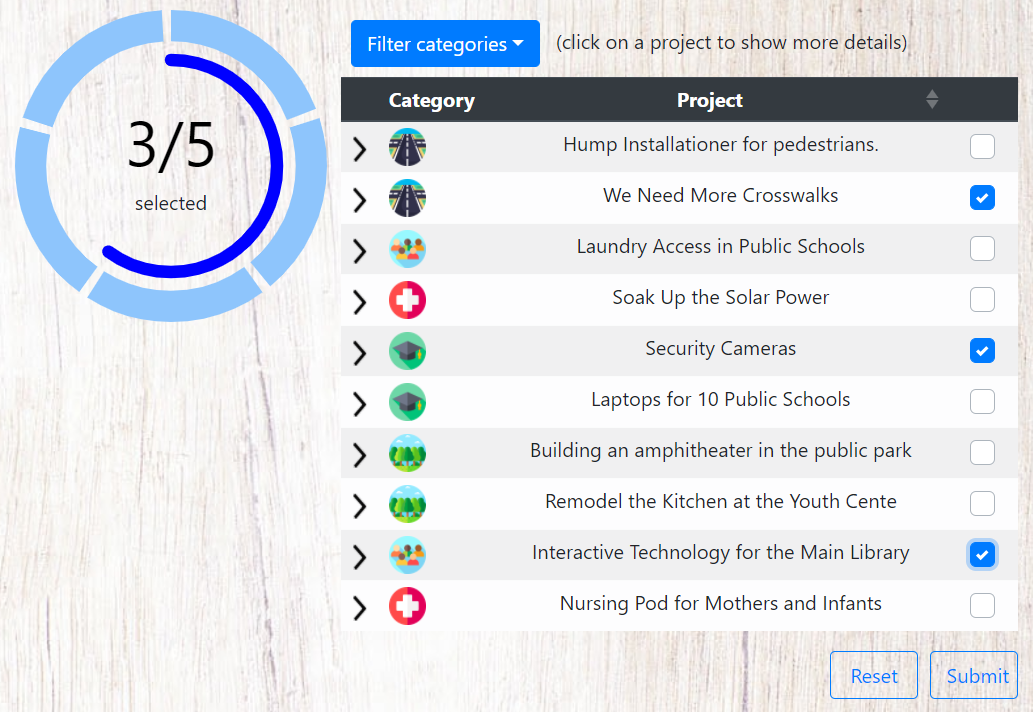 3/5
selected
Filter categories
(click on a project to show more details)
Category Project
Hump Installationer for pedestrians.
We Need More Crosswalks
Laundry Access in Public Schools
Soak Up the Solar Power
Security Cameras
Laptops for 10 Public Schools
Building an amphitheater in the public park
Remodel the Kitchen at the Youth Cente
Interactive Technology for the Main Library
Nursing Pod for Mothers and Infants
Reset Submit